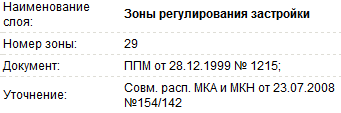 Наименование слоя: Зоны регулирования застройки
Номер зоны: 29
Документ: ППМ от 28.12.1999 № 1215;
Уточнение: Совм. расп. МКА и МКН от 23.07.2008 №154/142